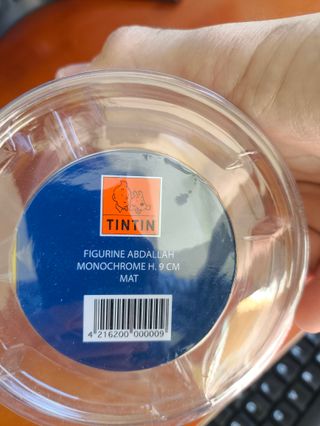 TINTIN
FIGURINE ABDALLAH
MONOCHROME H. 9 CM
MAT
4 216200 000009